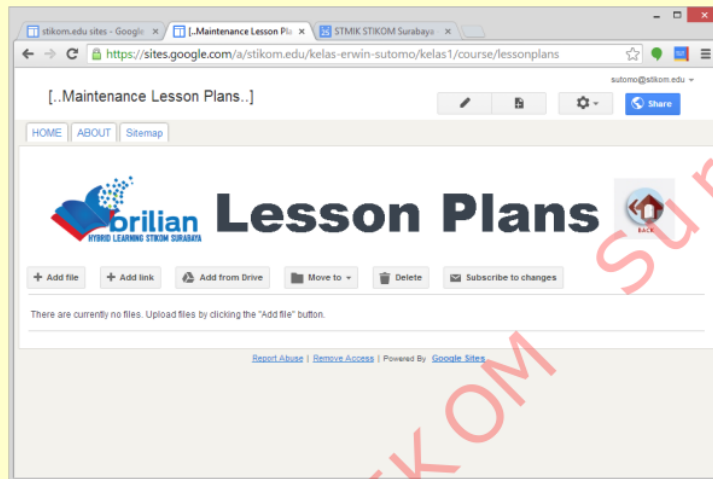 stikom.edu sites - Google
[..Maintenance Lesson Pla
STMIK STIKOM Surabaya -
https://sites.google.com/a/stikom.edu/kelas-erwin-sutomo/kelas1/course/lessonplans
sutomo@stikom.edu
[..Maintenance Lesson Plans..]
Share
HOME ABOUT Sitemap
brilian
HYBRID LEARNING STIKOM SURABAYA
Lesson Plans
BACK
+ Add file + Add link Add from Drive Move to Delete Subscribe to changes
There are currently no files. Upload files by clicking the "Add file" button.
Report Abuse | Remove Access | Powered By Google Sites